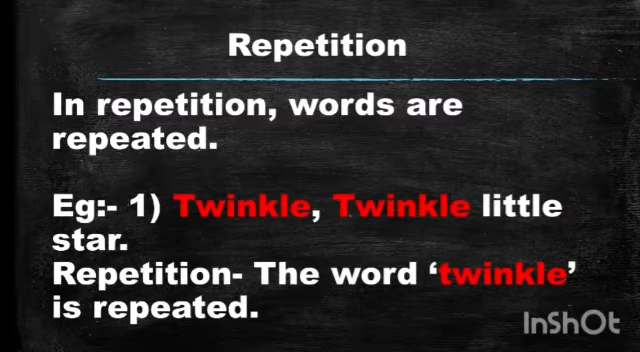 Repetition
In repetition, words are
repeated.
Eg:- 1) Twinkle, Twinkle little
star.
Repetition- The word ‘twinkle’
is repeated.
InShOt